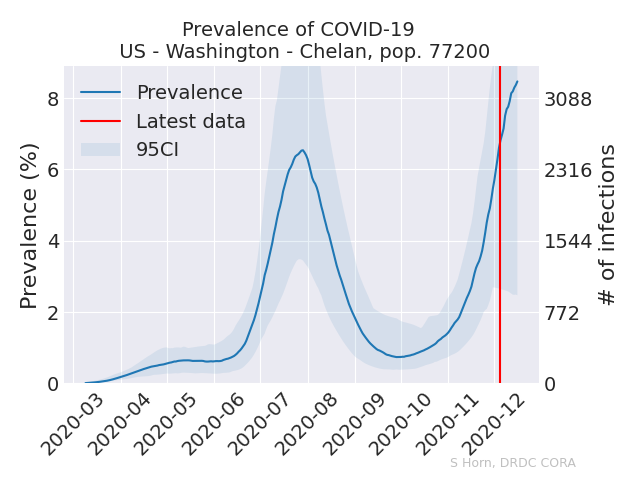 Prevalence of COVID-19
US - Washington - Chelan, pop. 77200
Prevalence
Latest data
95CI
Prevalence (%)
8
6
4
2
0
3088
2316
1544
772
0
# of infections
2020-03
2020-04
2020-05
2020-06
2020-07
2020-08
2020-09
2020-10
2020-11
2020-12
S Horn, DRDC CORA